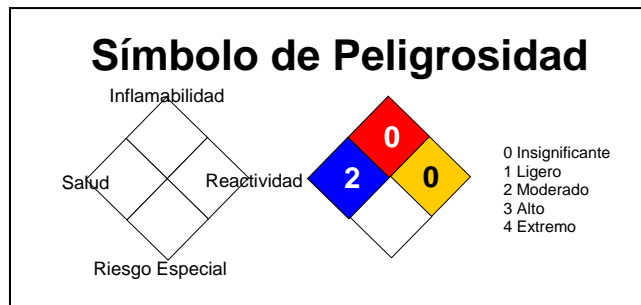 Símbolo de Peligrosidad
Inflamabilidad
Salud
Reactividad
Riesgo Especial
0
2
0
0 Insignificante
1 Ligero
2 Moderado
3 Alto
4 Extremo